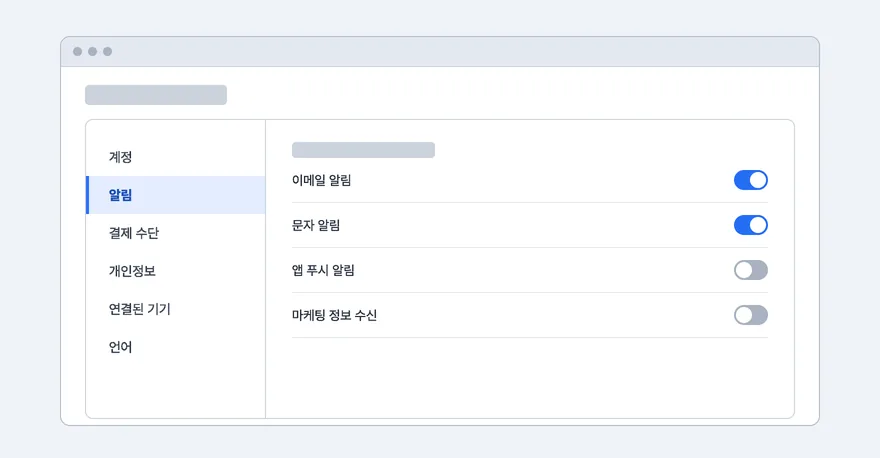 계정
알림
결제 수단
개인정보
연결된 기기
언어
이메일 알림
문자 알림
앱 푸시 알림
마케팅 정보 수신